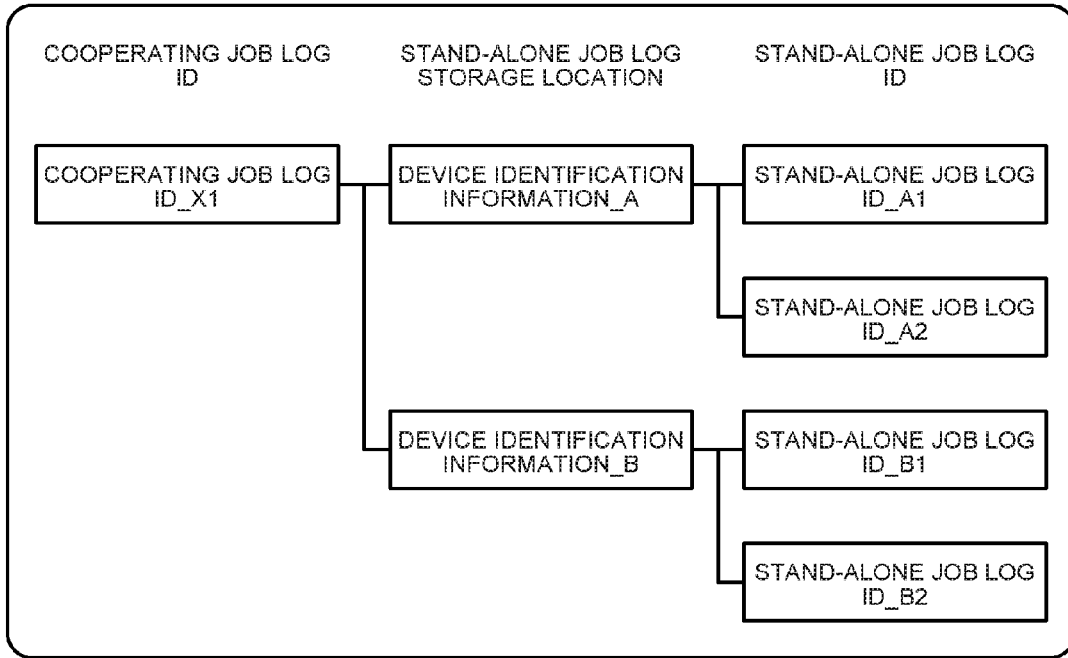 COOPERATING JOB LOG
ID
STAND-ALONE JOB LOG
STORAGE LOCATION
STAND-ALONE JOB LOG
ID
COOPERATING JOB LOG
ID_X1
DEVICE IDENTIFICATION
INFORMATION_A
STAND-ALONE JOB LOG
ID_A1
STAND-ALONE JOB LOG
ID_A2
DEVICE IDENTIFICATION
INFORMATION_B
STAND-ALONE JOB LOG
ID_B1
STAND-ALONE JOB LOG
ID_B2